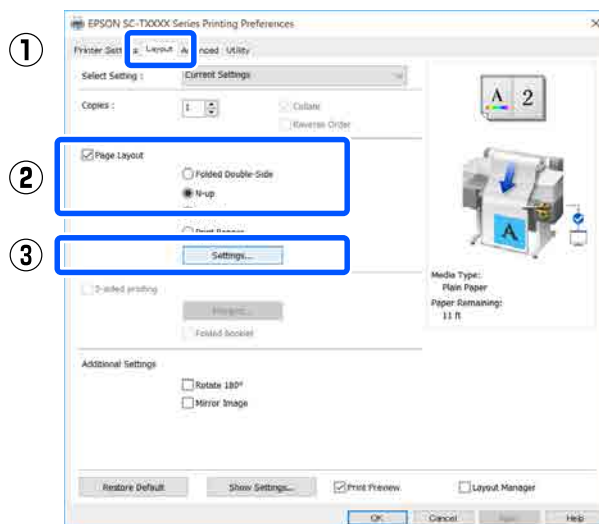 EPSON SC-TXXXX Series Printing Preferences
①
Layout
Utility
Select Setting :
Current Settings
Copies :
1
Collate
Reverse Order
A 2
②
Page Layout
Folded Double-Side
N-up
③
Settings...
A
Media Type:
Plain Paper
Paper Remaining:
11 ft
2-sided printing
Folded booklet
Additional Settings
Rotate 180°
Mirror Image
Restore Default
Show Settings...
Print Preview
Layout Manager
OK
Cancel
Help